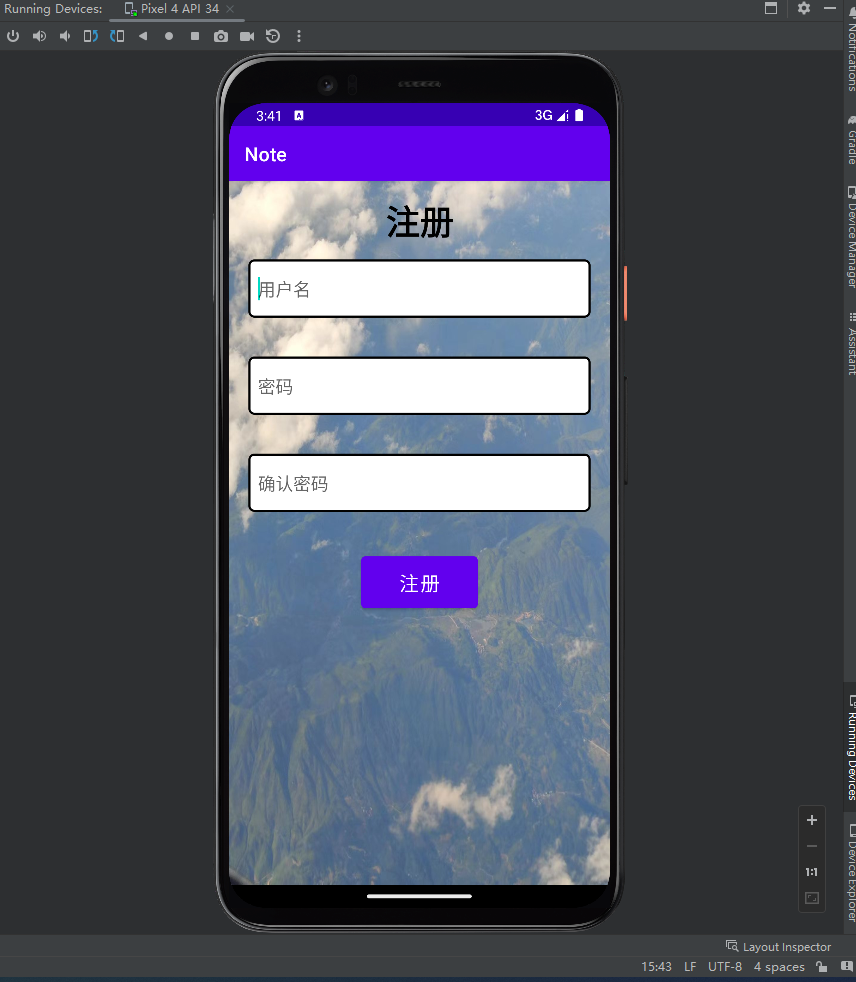 Running Devices: Pixel 4 API 34
3:41
3G
Note
注册
用户名
密码
确认密码
注册
1:1
Notifications
Gradle
Device Manager
Assistant
Running Devices
Device Explorer
Layout Inspector
15:43 LF UTF-8 4 spaces